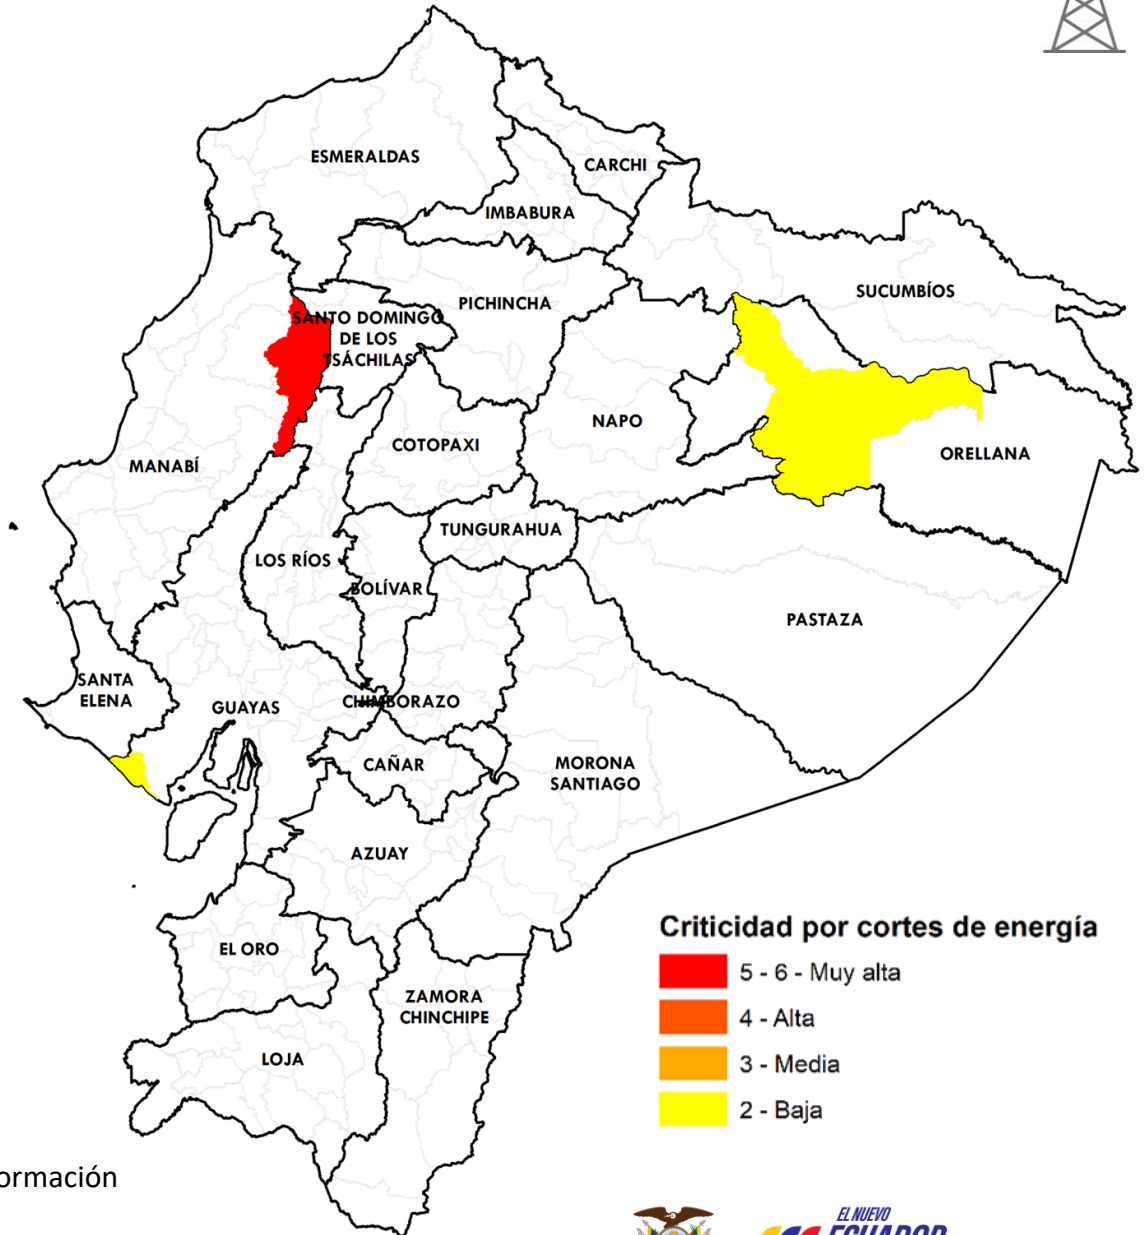 ESMERALDAS
CARCHI
IMBABURA
SUCUMBÍOS
PICHINCHA
SANTO DOMINGO
DE LOS
TSÁCHILAS
NAPO
COTOPAXI
ORELLANA
MANABÍ
TUNGURAHUA
LOS RÍOS
BOLÍVAR
PASTAZA
SANTA
ELENA
GUAYAS
CHIMBORAZO
CAÑAR
MORONA
SANTIAGO
AZUAY
EL ORO
ZAMORA
CHINCHIPE
LOJA
Criticidad por cortes de energía
5 - 6 - Muy alta
4 - Alta
3 - Media
2 - Baja
ormación
EL NUEVO
ECUADOR